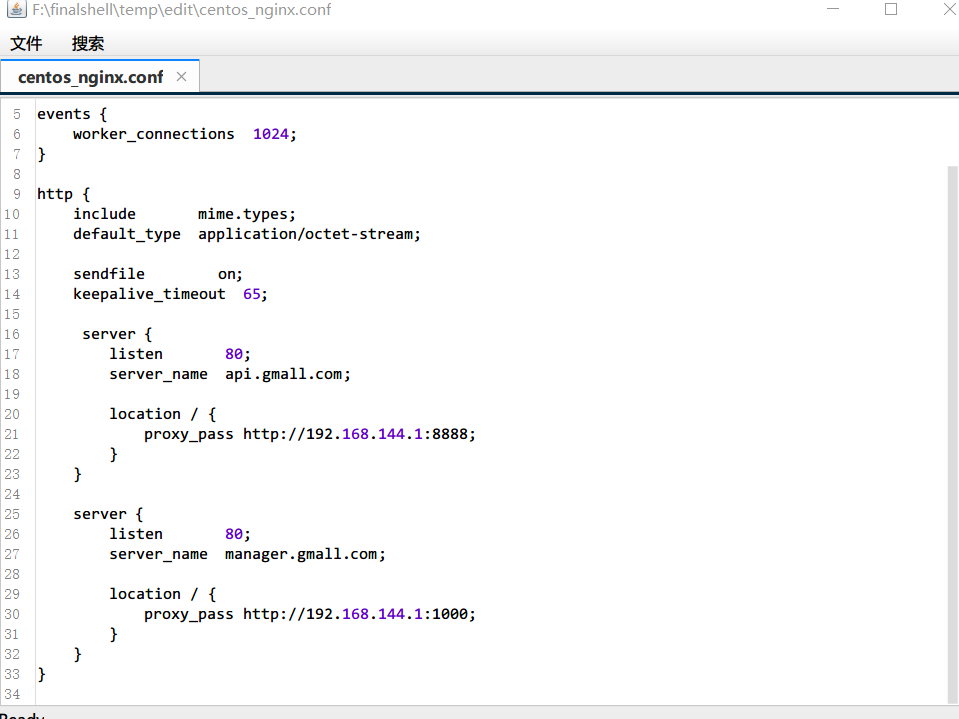 F:\finalshell\temp\edit\centos_nginx.conf
文件 搜索
centos_nginx.conf ×
5 events {
6     worker_connections  1024;
7 }
8
9 http {
10     include       mime.types;
11     default_type  application/octet-stream;
12
13     sendfile        on;
14     keepalive_timeout  65;
15
16      server {
17         listen       80;
18         server_name  api.gmall.com;
19
20         location / {
21             proxy_pass http://192.168.144.1:8888;
22         }
23     }
24
25     server {
26         listen       80;
27         server_name  manager.gmall.com;
28
29         location / {
30             proxy_pass http://192.168.144.1:1000;
31         }
32     }
33 }
34
Ready